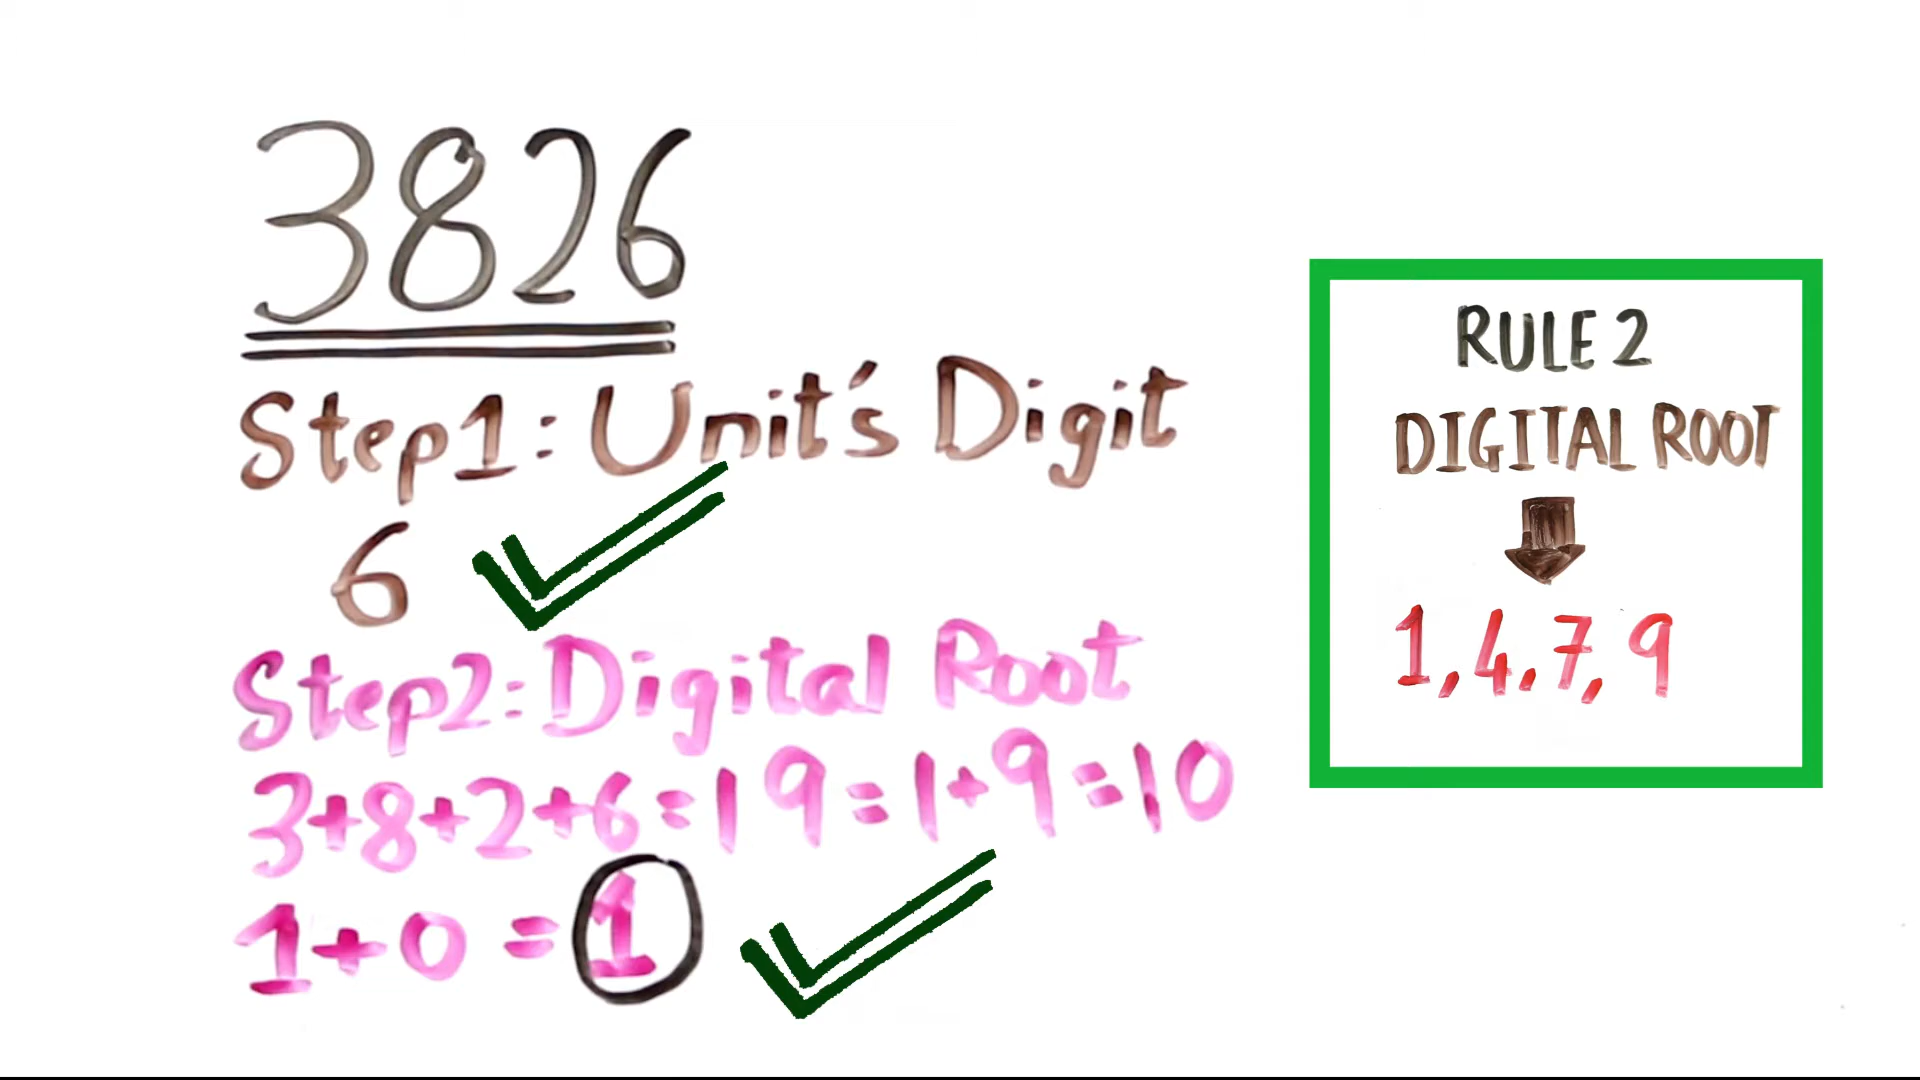 3826
Step1: Unit's Digit
6
Step2: Digital Root
3+8+2+6=19=1+9=10
1+0=1
RULE 2
DIGITAL ROOT
1,4,7,9